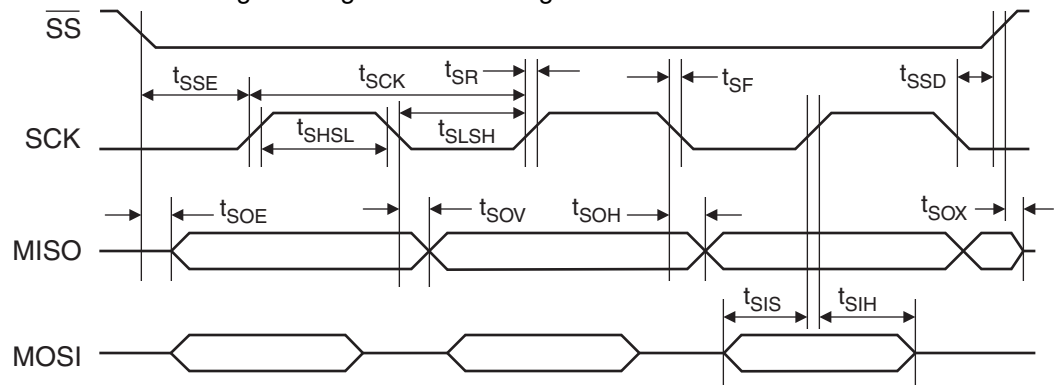 SS
tSSE
tSCK
tSR
tSF
tSSD
SCK
tSHSL
tSLSH
tSOE
tSOV
tSOH
tSOX
MISO
tSIS
tSIH
MOSI